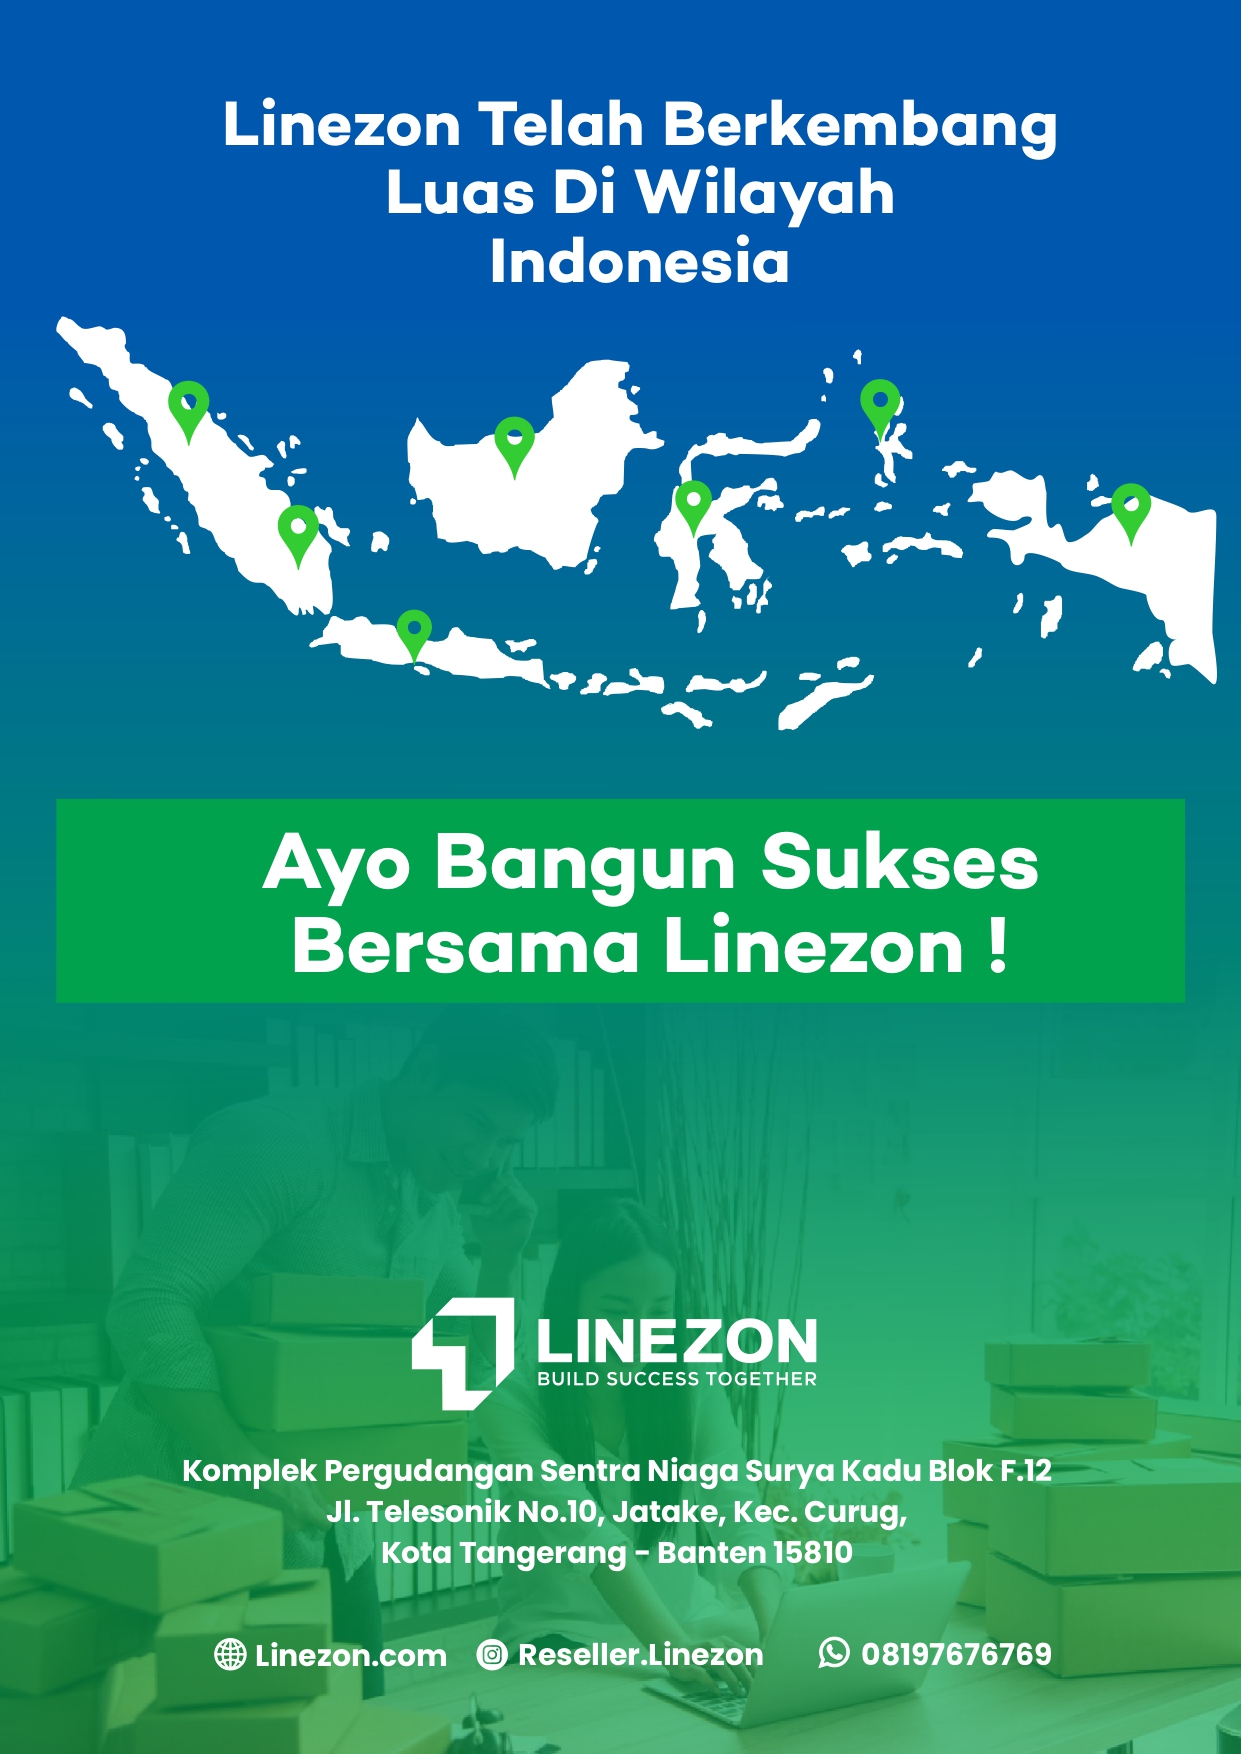 Linezon Telah Berkembang
Luas Di Wilayah
Indonesia
Ayo Bangun Sukses
Bersama Linezon !
LINEZON
BUILD SUCCESS TOGETHER
Komplek Pergudangan Sentra Niaga Surya Kadu Blok F.12
Jl. Telesonik No.10, Jatake, Kec. Curug,
Kota Tangerang - Banten 15810
Linezon.com Reseller.Linezon 08197676769